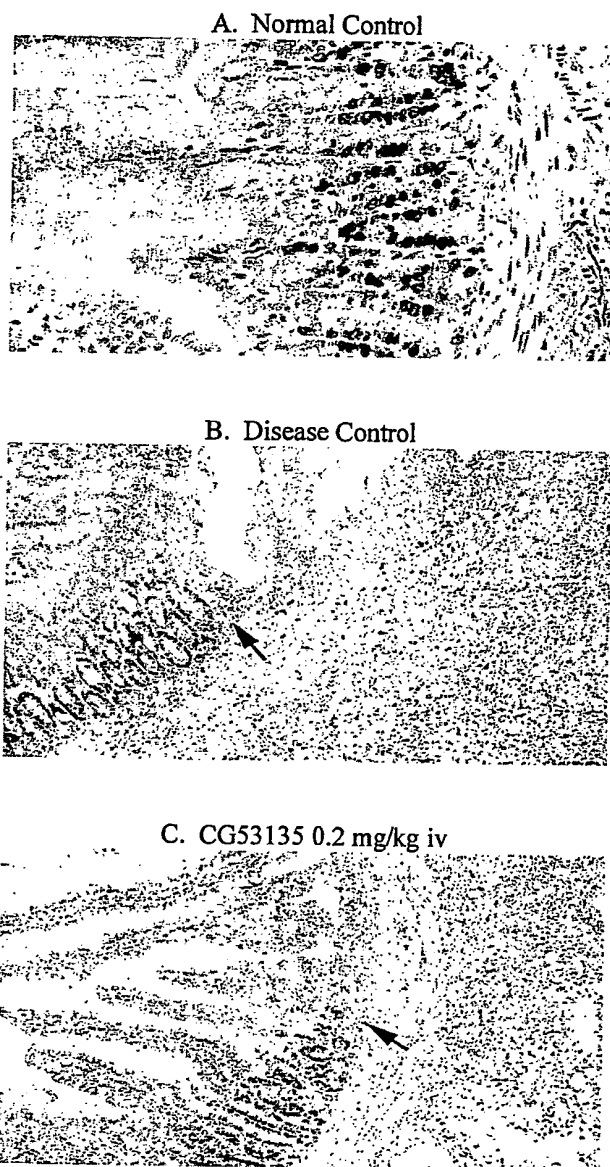 A. Normal Control
B. Disease Control
C. CG53135 0.2 mg/kg iv